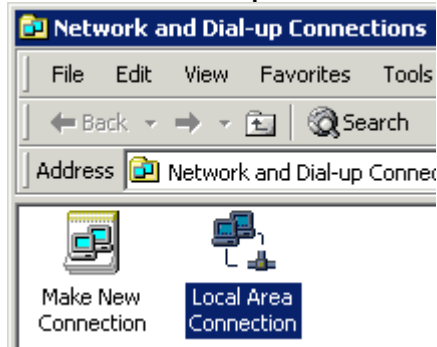 Network and Dial-up Connections
File Edit View Favorites Tools
Back Search
Address Network and Dial-up Connec
Make New Connection
Local Area Connection